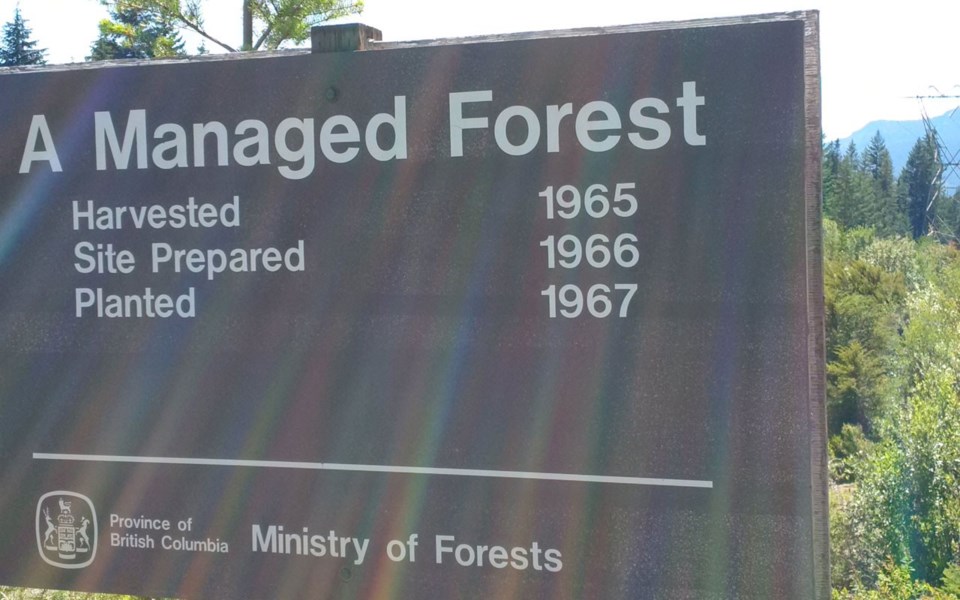 A Managed Forest
Harvested 1965
Site Prepared 1966
Planted 1967
Province of
British Columbia
Ministry of Forests